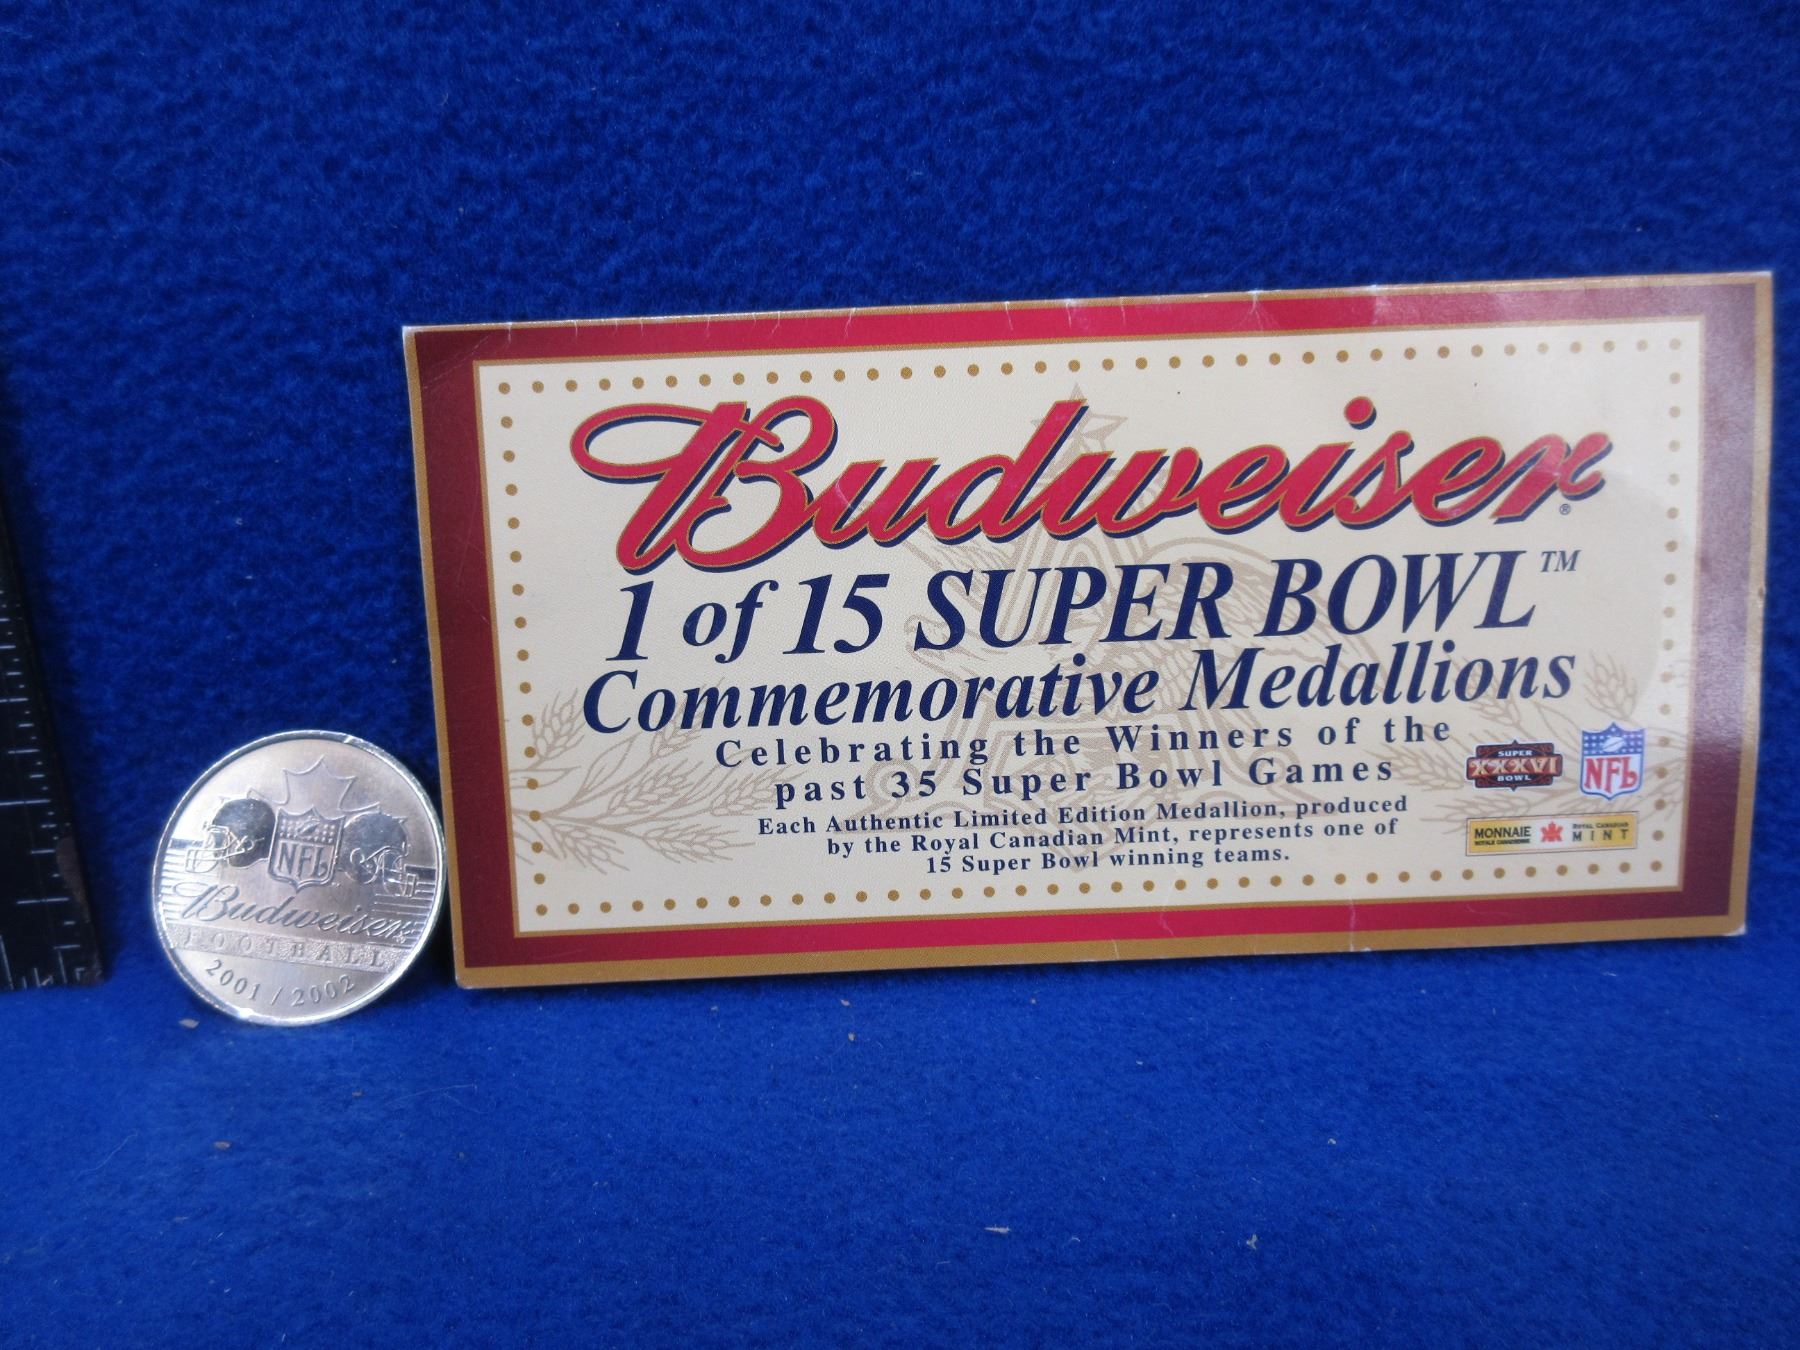 Budweiser®
1 of 15 SUPER BOWL™
Commemorative Medallions
Celebrating the Winners of the
past 35 Super Bowl Games
Each Authentic Limited Edition Medallion, produced
by the Royal Canadian Mint, represents one of
15 Super Bowl winning teams.
SUPER
XXXVI
BOWL
NFL
MONNAIE
ROYALE CANADIENNE
ROYAL CANADIAN
MINT
NFL
Budweiser
FOOTBALL
2001 / 2002